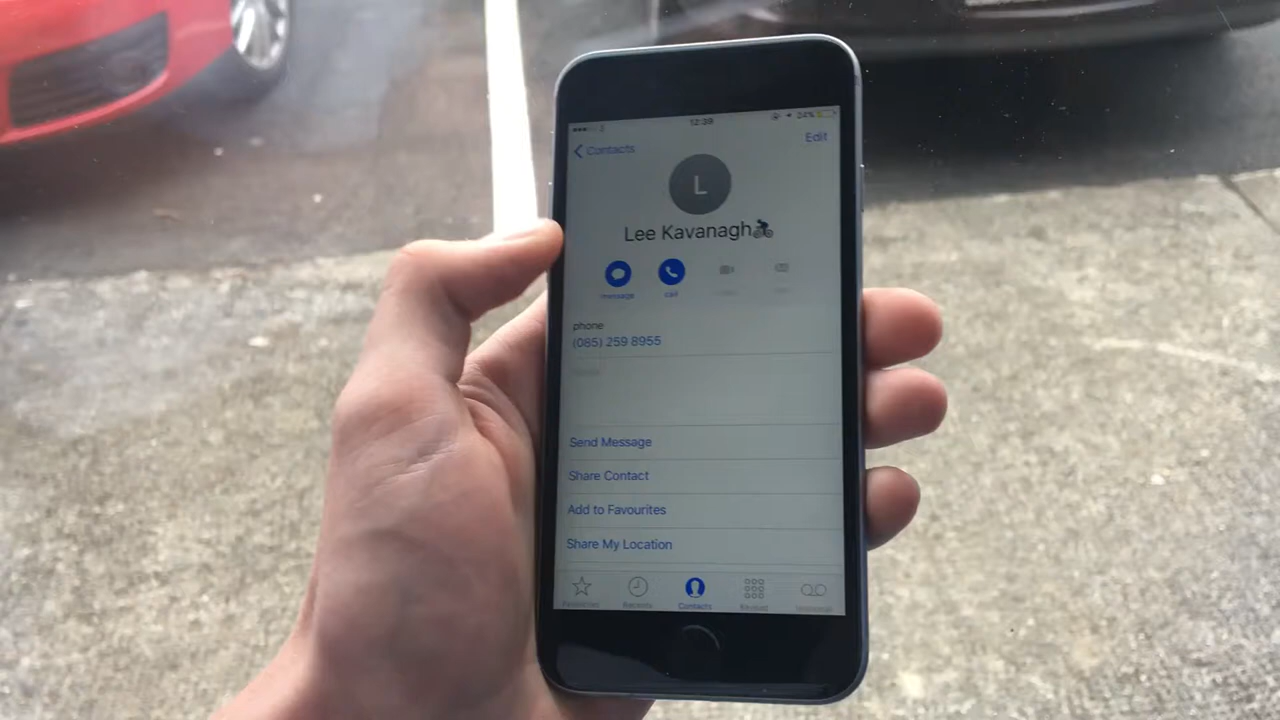 12:39
24%
Contacts
Edit
L
Lee Kavanagh🚴
message
call
phone
(085) 259 8955
Send Message
Share Contact
Add to Favourites
Share My Location
Favourites
Recents
Contacts
Keypad
Voicemail